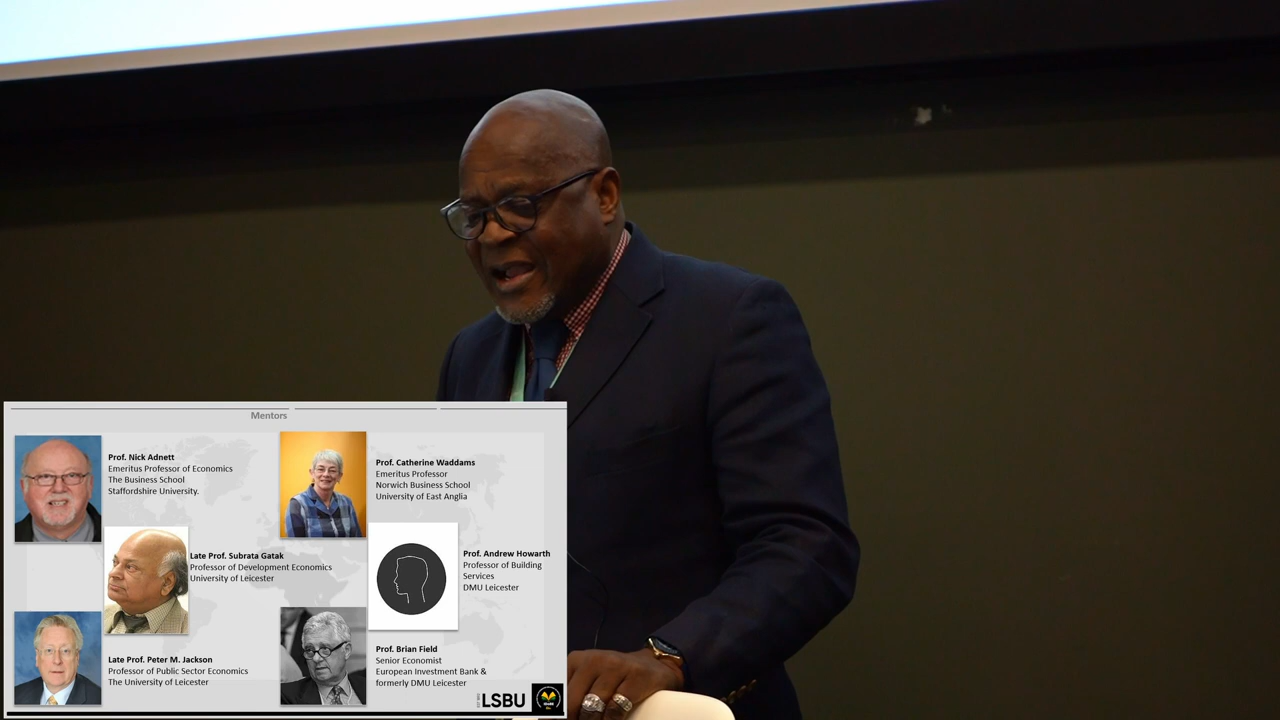 Mentors
Prof. Nick Adnett
Emeritus Professor of Economics
The Business School
Staffordshire University.
Prof. Catherine Waddams
Emeritus Professor
Norwich Business School
University of East Anglia
Late Prof. Subrata Gatak
Professor of Development Economics
University of Leicester
Prof. Andrew Howarth
Professor of Building
Services
DMU Leicester
Late Prof. Peter M. Jackson
Professor of Public Sector Economics
The University of Leicester
Prof. Brian Field
Senior Economist
European Investment Bank &
formerly DMU Leicester
LSBU